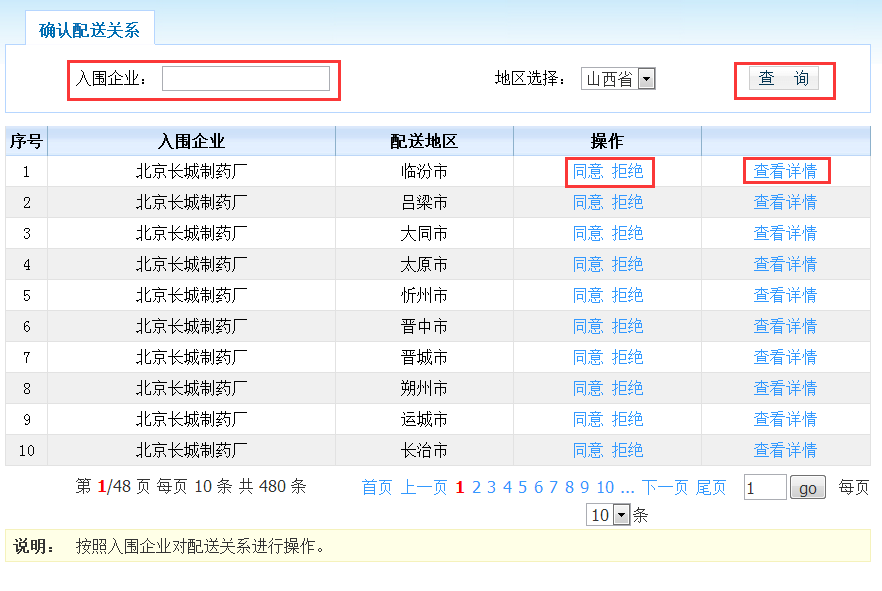 确认配送关系
入围企业： 地区选择： 山西省 查 询
序号 入围企业 配送地区 操作
1 北京长城制药厂 临汾市 同意 拒绝 查看详情
2 北京长城制药厂 吕梁市 同意 拒绝 查看详情
3 北京长城制药厂 大同市 同意 拒绝 查看详情
4 北京长城制药厂 太原市 同意 拒绝 查看详情
5 北京长城制药厂 忻州市 同意 拒绝 查看详情
6 北京长城制药厂 晋中市 同意 拒绝 查看详情
7 北京长城制药厂 晋城市 同意 拒绝 查看详情
8 北京长城制药厂 朔州市 同意 拒绝 查看详情
9 北京长城制药厂 运城市 同意 拒绝 查看详情
10 北京长城制药厂 长治市 同意 拒绝 查看详情
第 1/48 页 每页 10 条 共 480 条 首页 上一页 1 2 3 4 5 6 7 8 9 10 ... 下一页 尾页 1 go 每页
10 条
说明： 按照入围企业对配送关系进行操作。